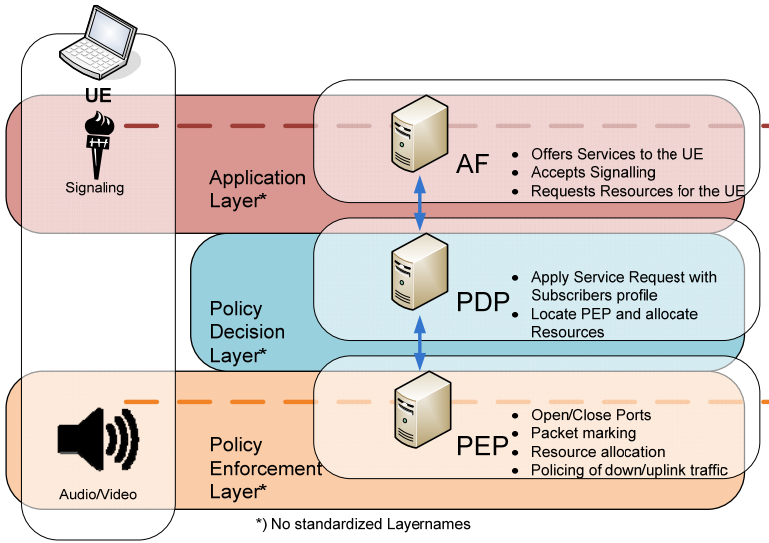 UE
Signaling
Application
Layer*
AF
• Offers Services to the UE
• Accepts Signalling
• Requests Resources for the UE
Policy
Decision
Layer*
PDP
• Apply Service Request with
Subscribers profile
• Locate PEP and allocate
Resources
Audio/Video
Policy
Enforcement
Layer*
PEP
• Open/Close Ports
• Packet marking
• Resource allocation
• Policing of down/uplink traffic
*) No standardized Layernames